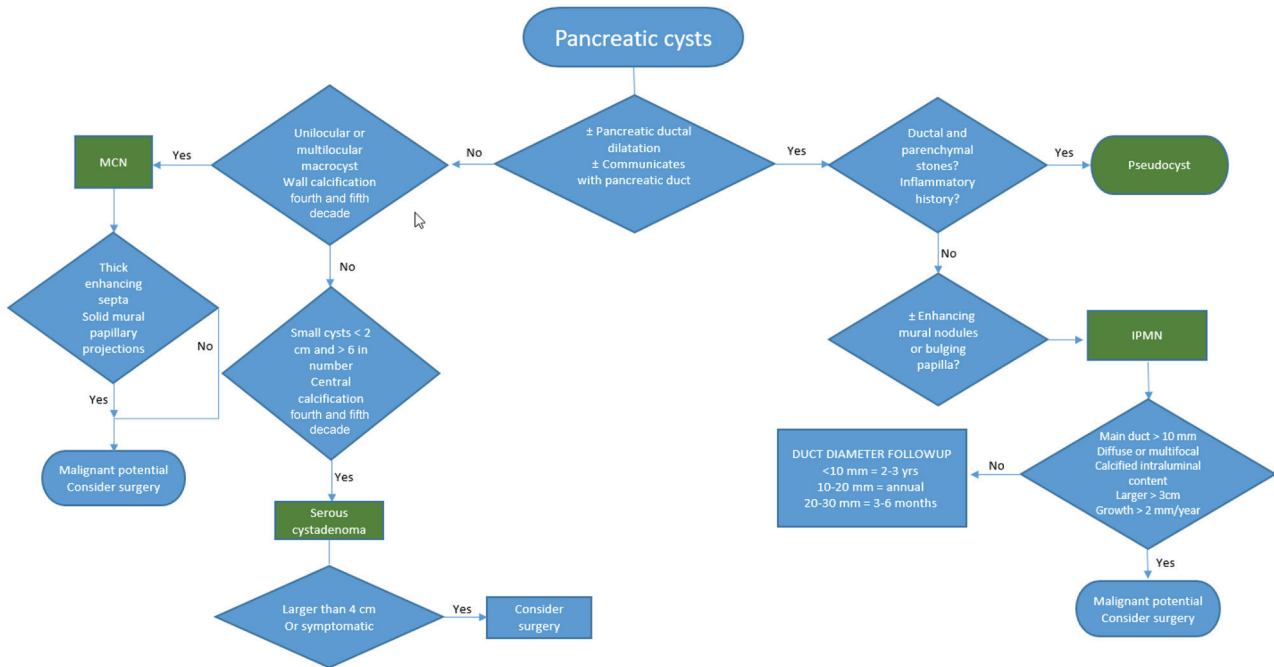 Pancreatic cysts
± Pancreatic ductal
dilatation
± Communicates
with pancreatic duct
No
Yes
Unilocular or
multilocular
macrocyst
Wall calcification
fourth and fifth
decade
Yes
No
MCN
Thick
enhancing
septa
Solid mural
papillary
projections
No
Yes
Malignant potential
Consider surgery
Small cysts < 2
cm and > 6 in
number
Central
calcification
fourth and fifth
decade
Yes
Serous
cystadenoma
Larger than 4 cm
Or symptomatic
Yes
Consider
surgery
Ductal and
parenchymal
stones?
Inflammatory
history?
Yes
Pseudocyst
No
± Enhancing
mural nodules
or bulging
papilla?
IPMN
Main duct > 10 mm
Diffuse or multifocal
Calcified intraluminal
content
Larger > 3cm
Growth > 2 mm/year
No
DUCT DIAMETER FOLLOWUP
<10 mm = 2-3 yrs
10-20 mm = annual
20-30 mm = 3-6 months
Yes
Malignant potential
Consider surgery